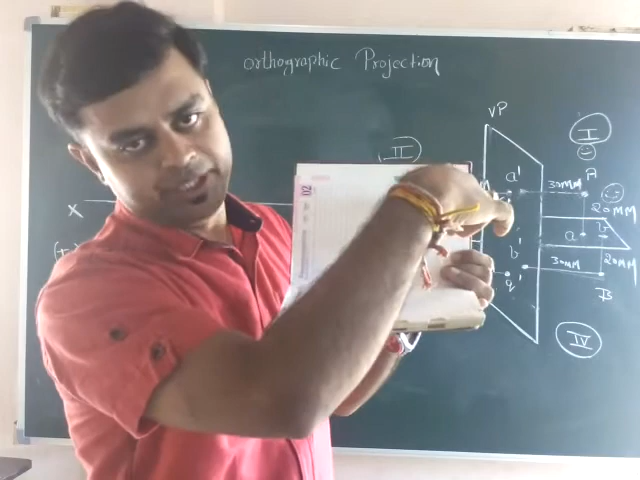 Orthographic Projection
VP
II
I
a'
30MM
A
20MM
X
a
b
b'
30MM
20MM
q'
B
IV